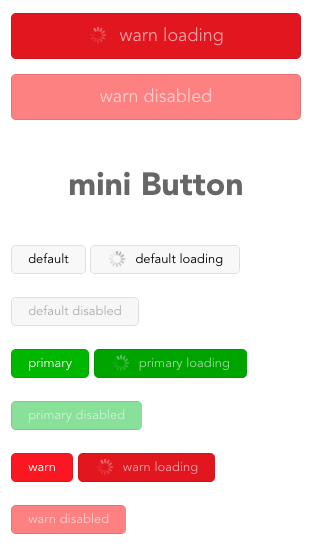 warn loading
warn disabled
mini Button
default default loading
default disabled
primary primary loading
primary disabled
warn warn loading
warn disabled